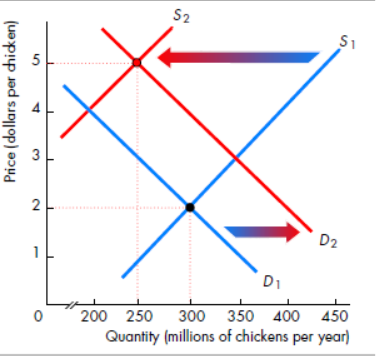 Price (dollars per chicken)
S2
S1
5
4
3
2
1
D2
D1
0
200
250
300
350
400
450
Quantity (millions of chickens per year)